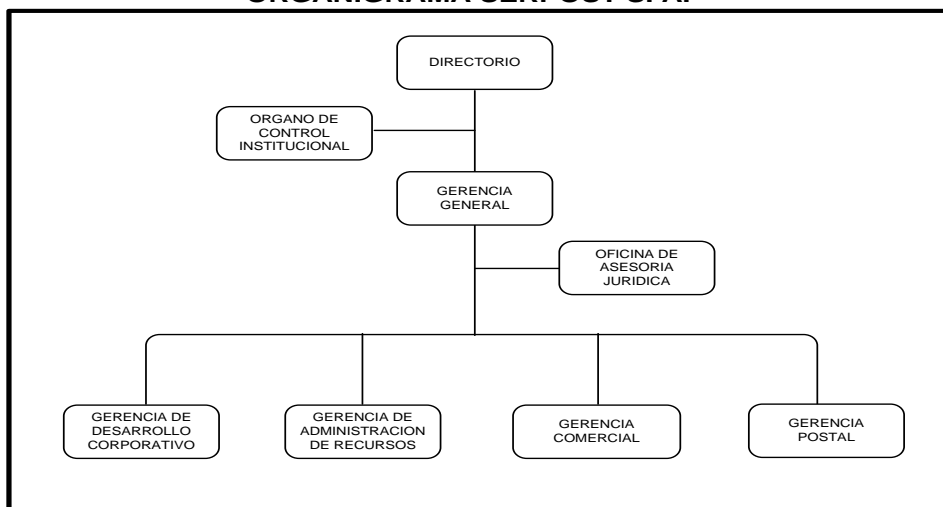 DIRECTORIO
ORGANO DE
CONTROL
INSTITUCIONAL
GERENCIA
GENERAL
OFICINA DE
ASESORIA
JURIDICA
GERENCIA DE
DESARROLLO
CORPORATIVO
GERENCIA DE
ADMINISTRACION
DE RECURSOS
GERENCIA
COMERCIAL
GERENCIA
POSTAL